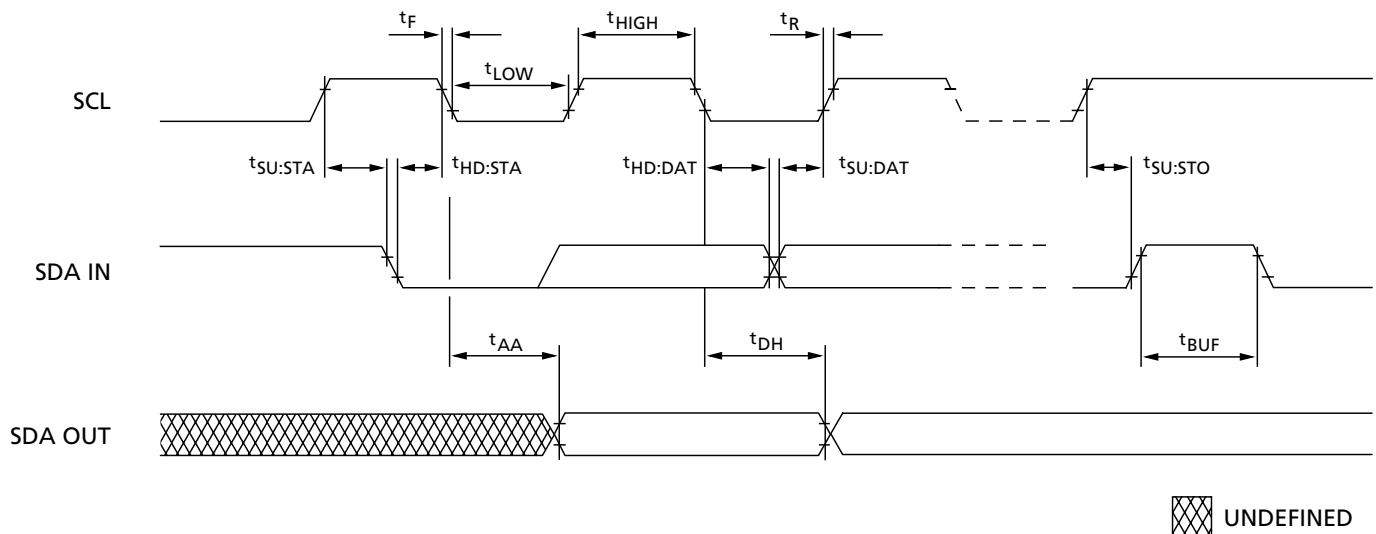 tF
tHIGH
tR
tLOW
SCL
tSU:STA
tHD:STA
tHD:DAT
tSU:DAT
tSU:STO
SDA IN
tAA
tDH
tBUF
SDA OUT
UNDEFINED